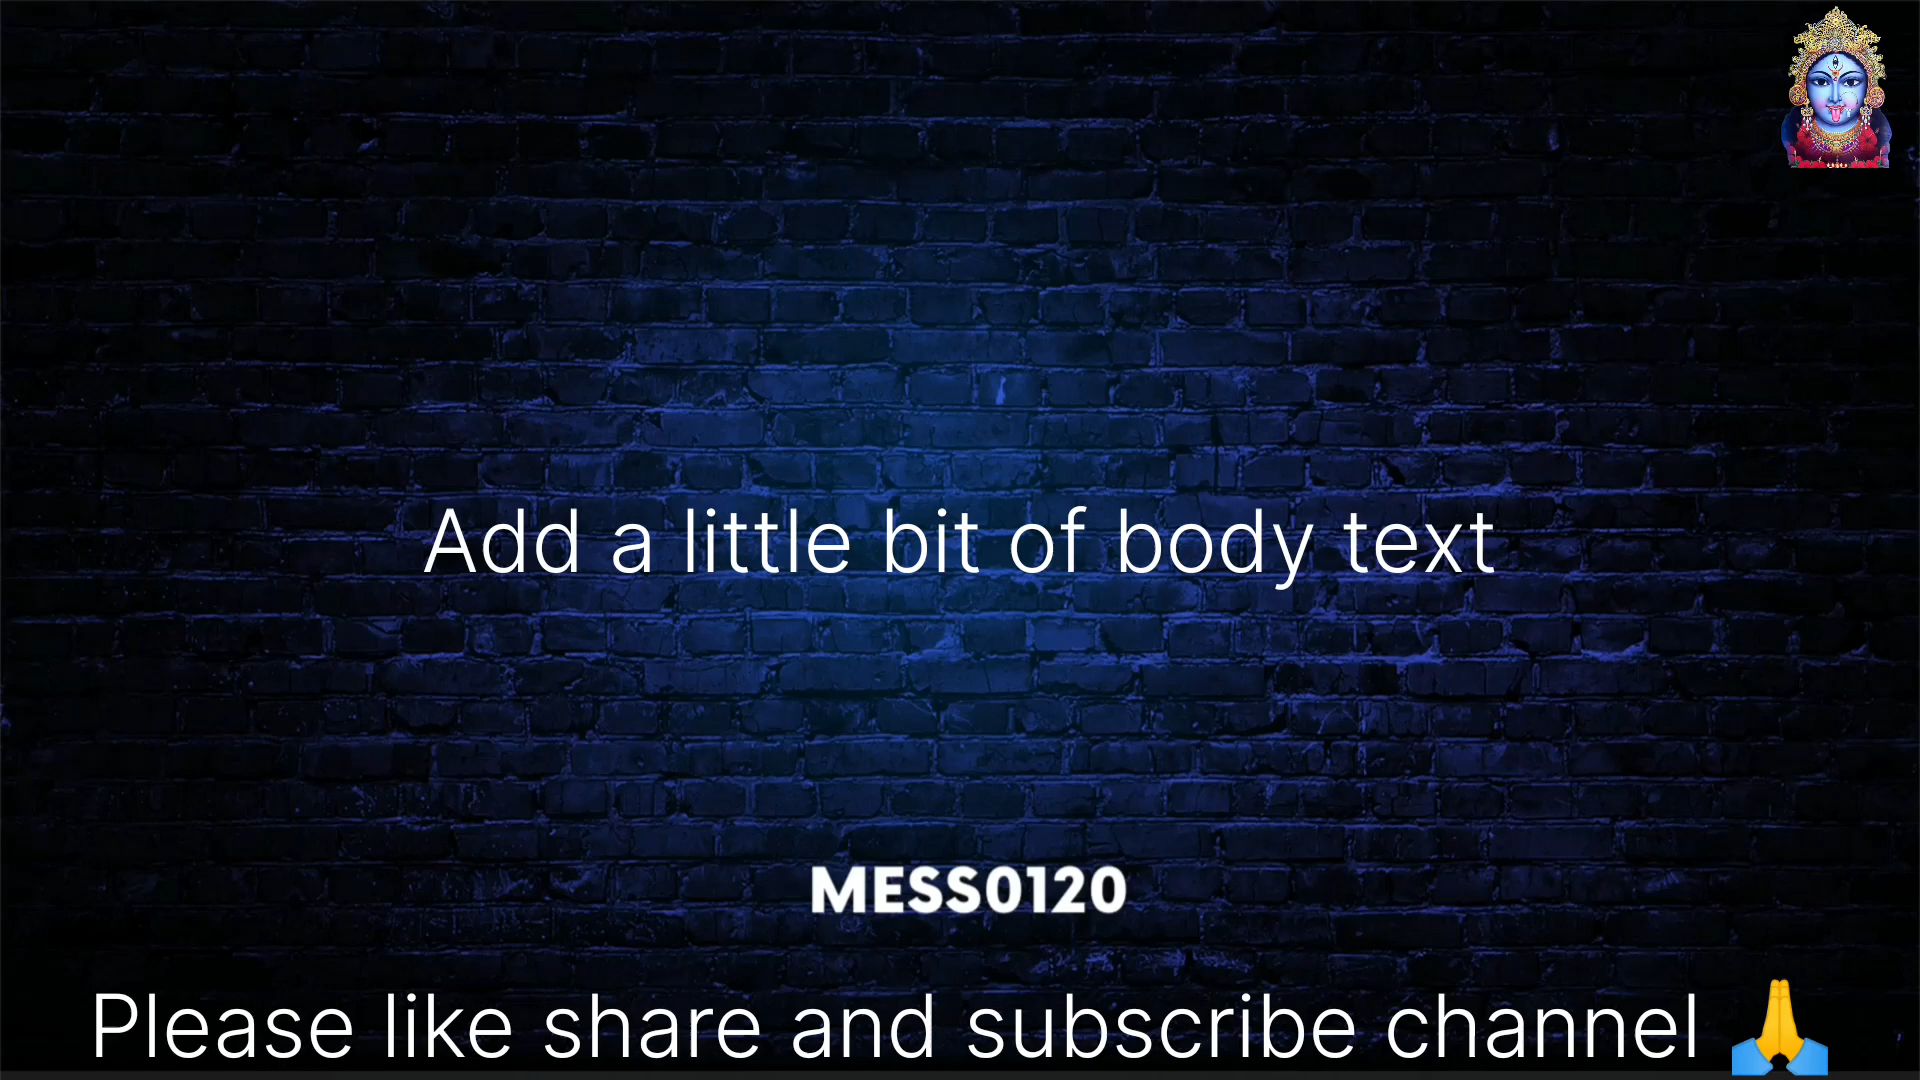 Add a little bit of body text
MESS0120
Please like share and subscribe channel 🙏